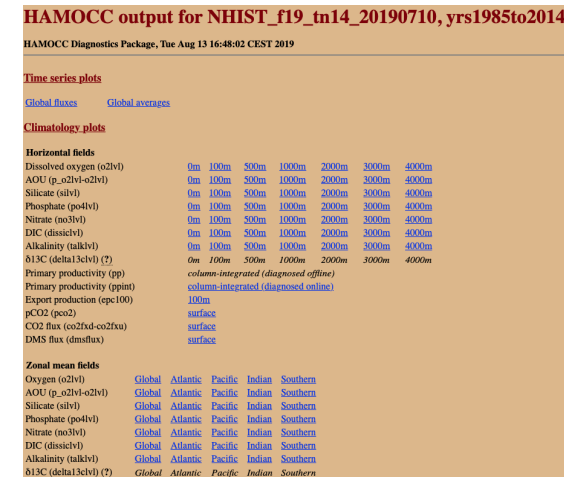 HAMOCC output for NHIST_f19_tn14_20190710, yrs1985to2014
HAMOCC Diagnostics Package, Tue Aug 13 16:48:02 CEST 2019
Time series plots
Global fluxes Global averages
Climatology plots
Horizontal fields
Dissolved oxygen (o2lvl) 0m 100m 500m 1000m 2000m 3000m 4000m
AOU (p_o2lvl-o2lvl) 0m 100m 500m 1000m 2000m 3000m 4000m
Silicate (silvl) 0m 100m 500m 1000m 2000m 3000m 4000m
Phosphate (po4lvl) 0m 100m 500m 1000m 2000m 3000m 4000m
Nitrate (no3lvl) 0m 100m 500m 1000m 2000m 3000m 4000m
DIC (dissiclvl) 0m 100m 500m 1000m 2000m 3000m 4000m
Alkalinity (talklvl) 0m 100m 500m 1000m 2000m 3000m 4000m
δ13C (delta13clvl) (?) 0m 100m 500m 1000m 2000m 3000m 4000m
Primary productivity (pp) column-integrated (diagnosed offline)
Primary productivity (ppint) column-integrated (diagnosed online)
Export production (epc100) 100m
pCO2 (pco2) surface
CO2 flux (co2fxd-co2fxu) surface
DMS flux (dmsflux) surface
Zonal mean fields
Oxygen (o2lvl) Global Atlantic Pacific Indian Southern
AOU (p_o2lvl-o2lvl) Global Atlantic Pacific Indian Southern
Silicate (silvl) Global Atlantic Pacific Indian Southern
Phosphate (po4lvl) Global Atlantic Pacific Indian Southern
Nitrate (no3lvl) Global Atlantic Pacific Indian Southern
DIC (dissiclvl) Global Atlantic Pacific Indian Southern
Alkalinity (talklvl) Global Atlantic Pacific Indian Southern
δ13C (delta13clvl) (?) Global Atlantic Pacific Indian Southern